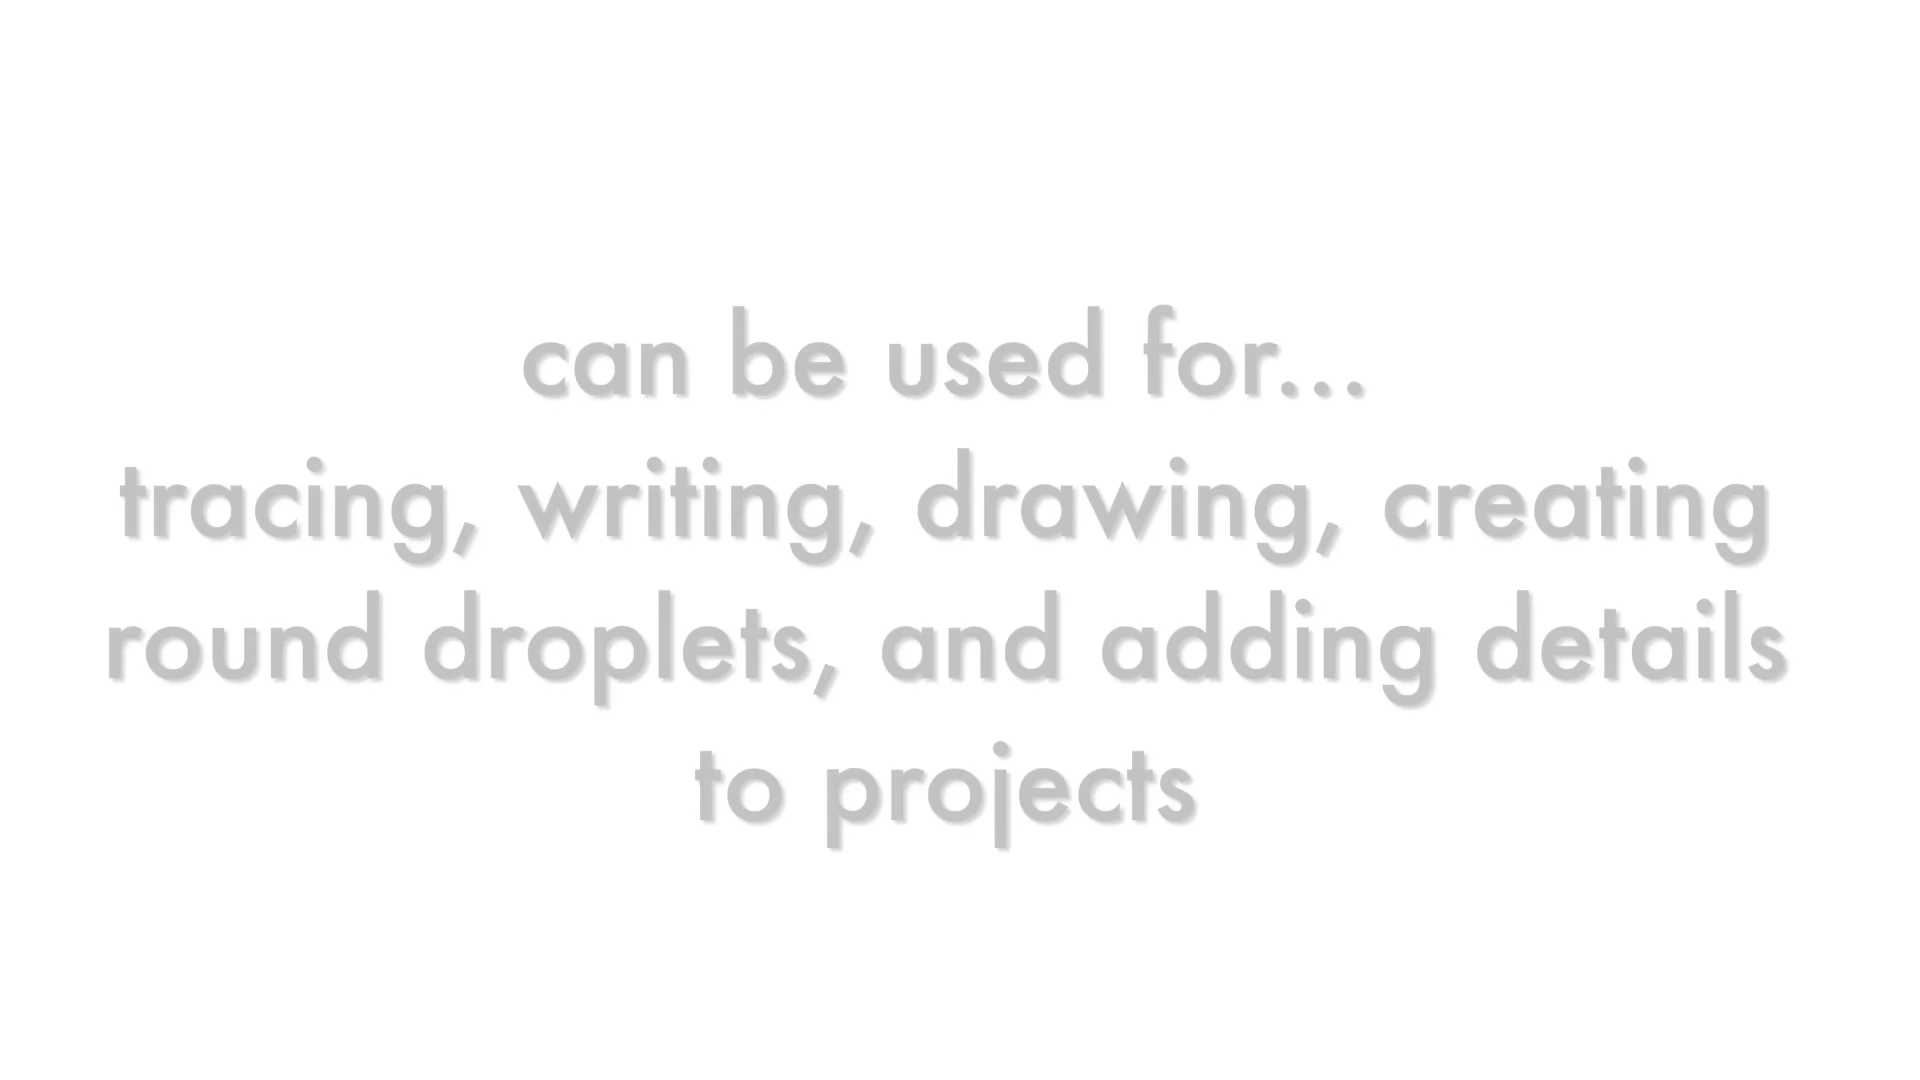 can be used for...
tracing, writing, drawing, creating
round droplets, and adding details
to projects